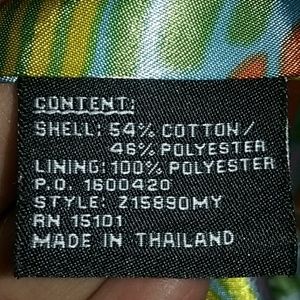 CONTENT:
SHELL: 54% COTTON/
46% POLYESTER
LINING: 100% POLYESTER
P.O. 1600420
STYLE: Z15890MY
RN 15101
MADE IN THAILAND